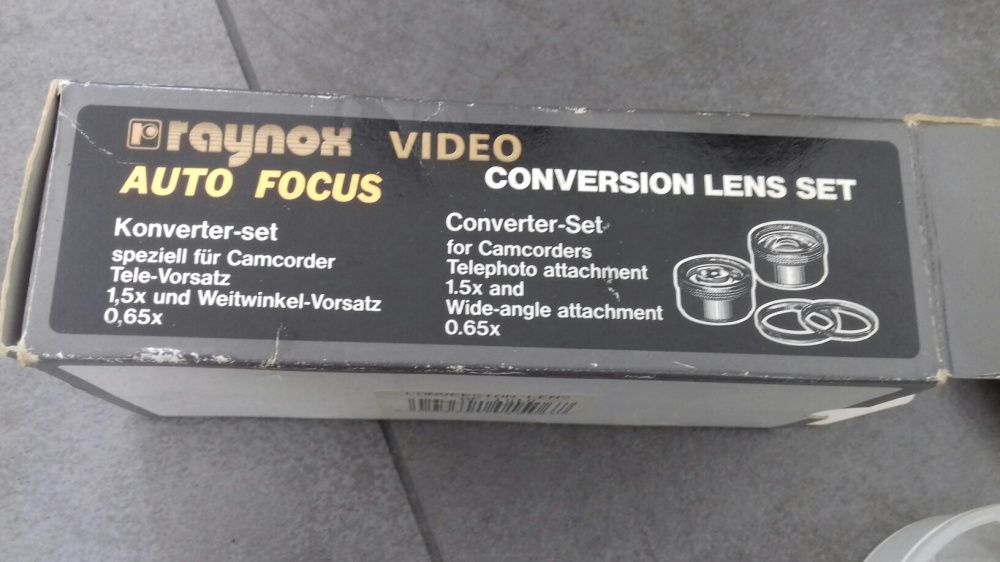 raynox VIDEO
AUTO FOCUS CONVERSION LENS SET
Konverter-set
speziell für Camcorder
Tele-Vorsatz
1,5x und Weitwinkel-Vorsatz
0,65x
Converter-Set
for Camcorders
Telephoto attachment
1.5x and
Wide-angle attachment
0.65x